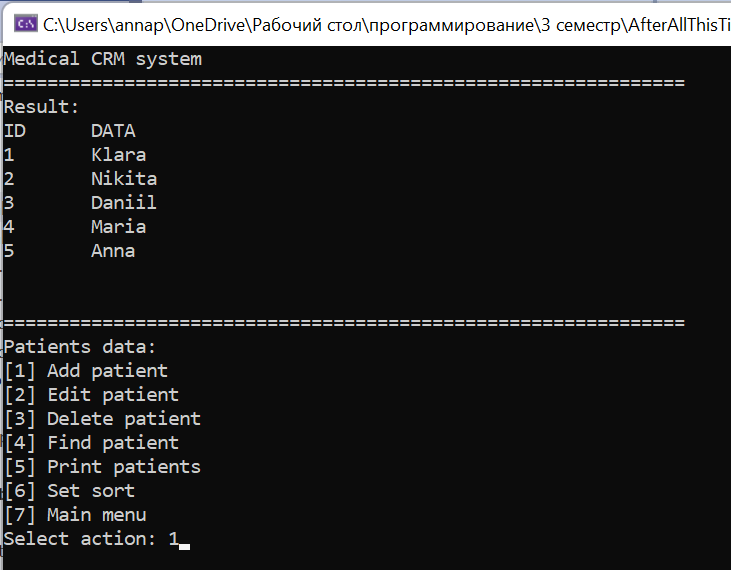 C:\Users\annap\OneDrive\Рабочий стол\программирование\3 семестр\AfterAllThisTi
Medical CRM system
==============================================================
Result:
ID DATA
1 Klara
2 Nikita
3 Daniil
4 Maria
5 Anna
==============================================================
Patients data:
[1] Add patient
[2] Edit patient
[3] Delete patient
[4] Find patient
[5] Print patients
[6] Set sort
[7] Main menu
Select action: 1